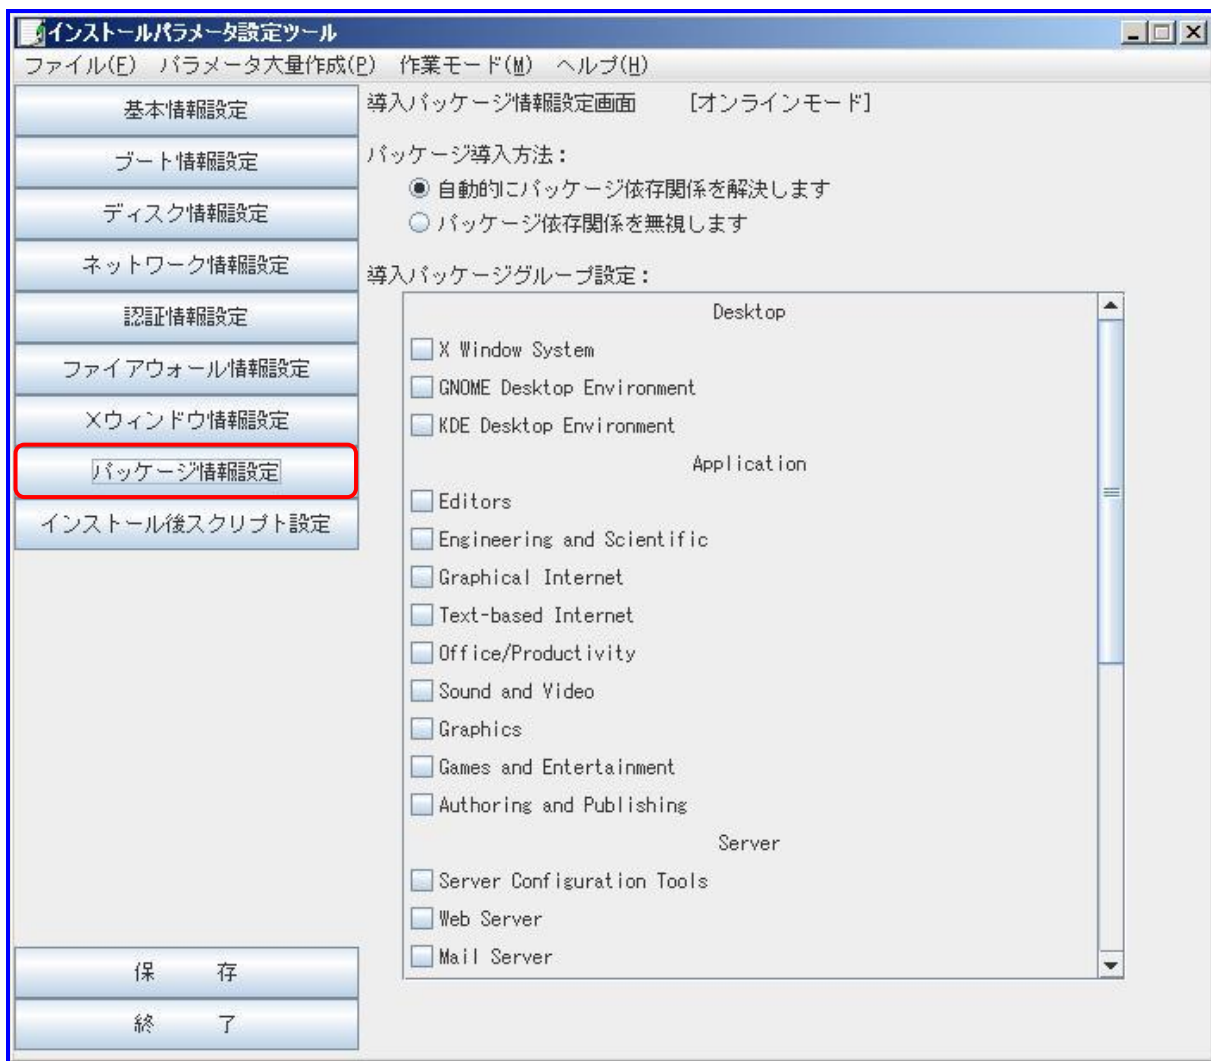 インストールパラメータ設定ツール
ファイル(F) パラメータ大量作成(P) 作業モード(M) ヘルプ(H)
基本情報設定
ブート情報設定
ディスク情報設定
ネットワーク情報設定
認証情報設定
ファイアウォール情報設定
Xウィンドウ情報設定
パッケージ情報設定
インストール後スクリプト設定
保 存
終 了
導入パッケージ情報設定画面 [オンラインモード]
パッケージ導入方法:
自動的にパッケージ依存関係を解決します
パッケージ依存関係を無視します
導入パッケージグループ設定:
Desktop
X Window System
GNOME Desktop Environment
KDE Desktop Environment
Application
Editors
Engineering and Scientific
Graphical Internet
Text-based Internet
Office/Productivity
Sound and Video
Graphics
Games and Entertainment
Authoring and Publishing
Server
Server Configuration Tools
Web Server
Mail Server